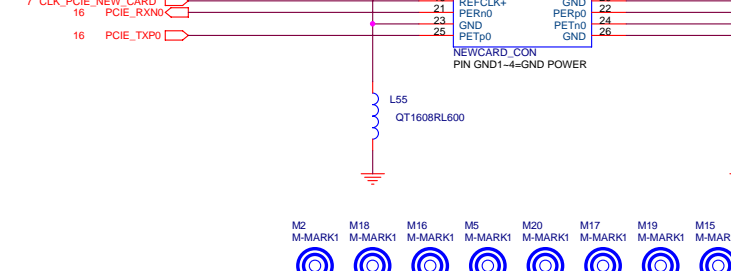 7 CLK_PCIE_NEW_CARD REFCLK+ GND
16 PCIE_RXN0 21 PERn0 PERp0 22
23 GND PETn0 24
16 PCIE_TXP0 25 PETp0 GND 26
NEWCARD_CON
PIN GND1~4=GND POWER
L55
QT1608RL600
M2 M18 M16 M5 M20 M17 M19 M15
M-MARK1 M-MARK1 M-MARK1 M-MARK1 M-MARK1 M-MARK1 M-MARK1 M-MAR